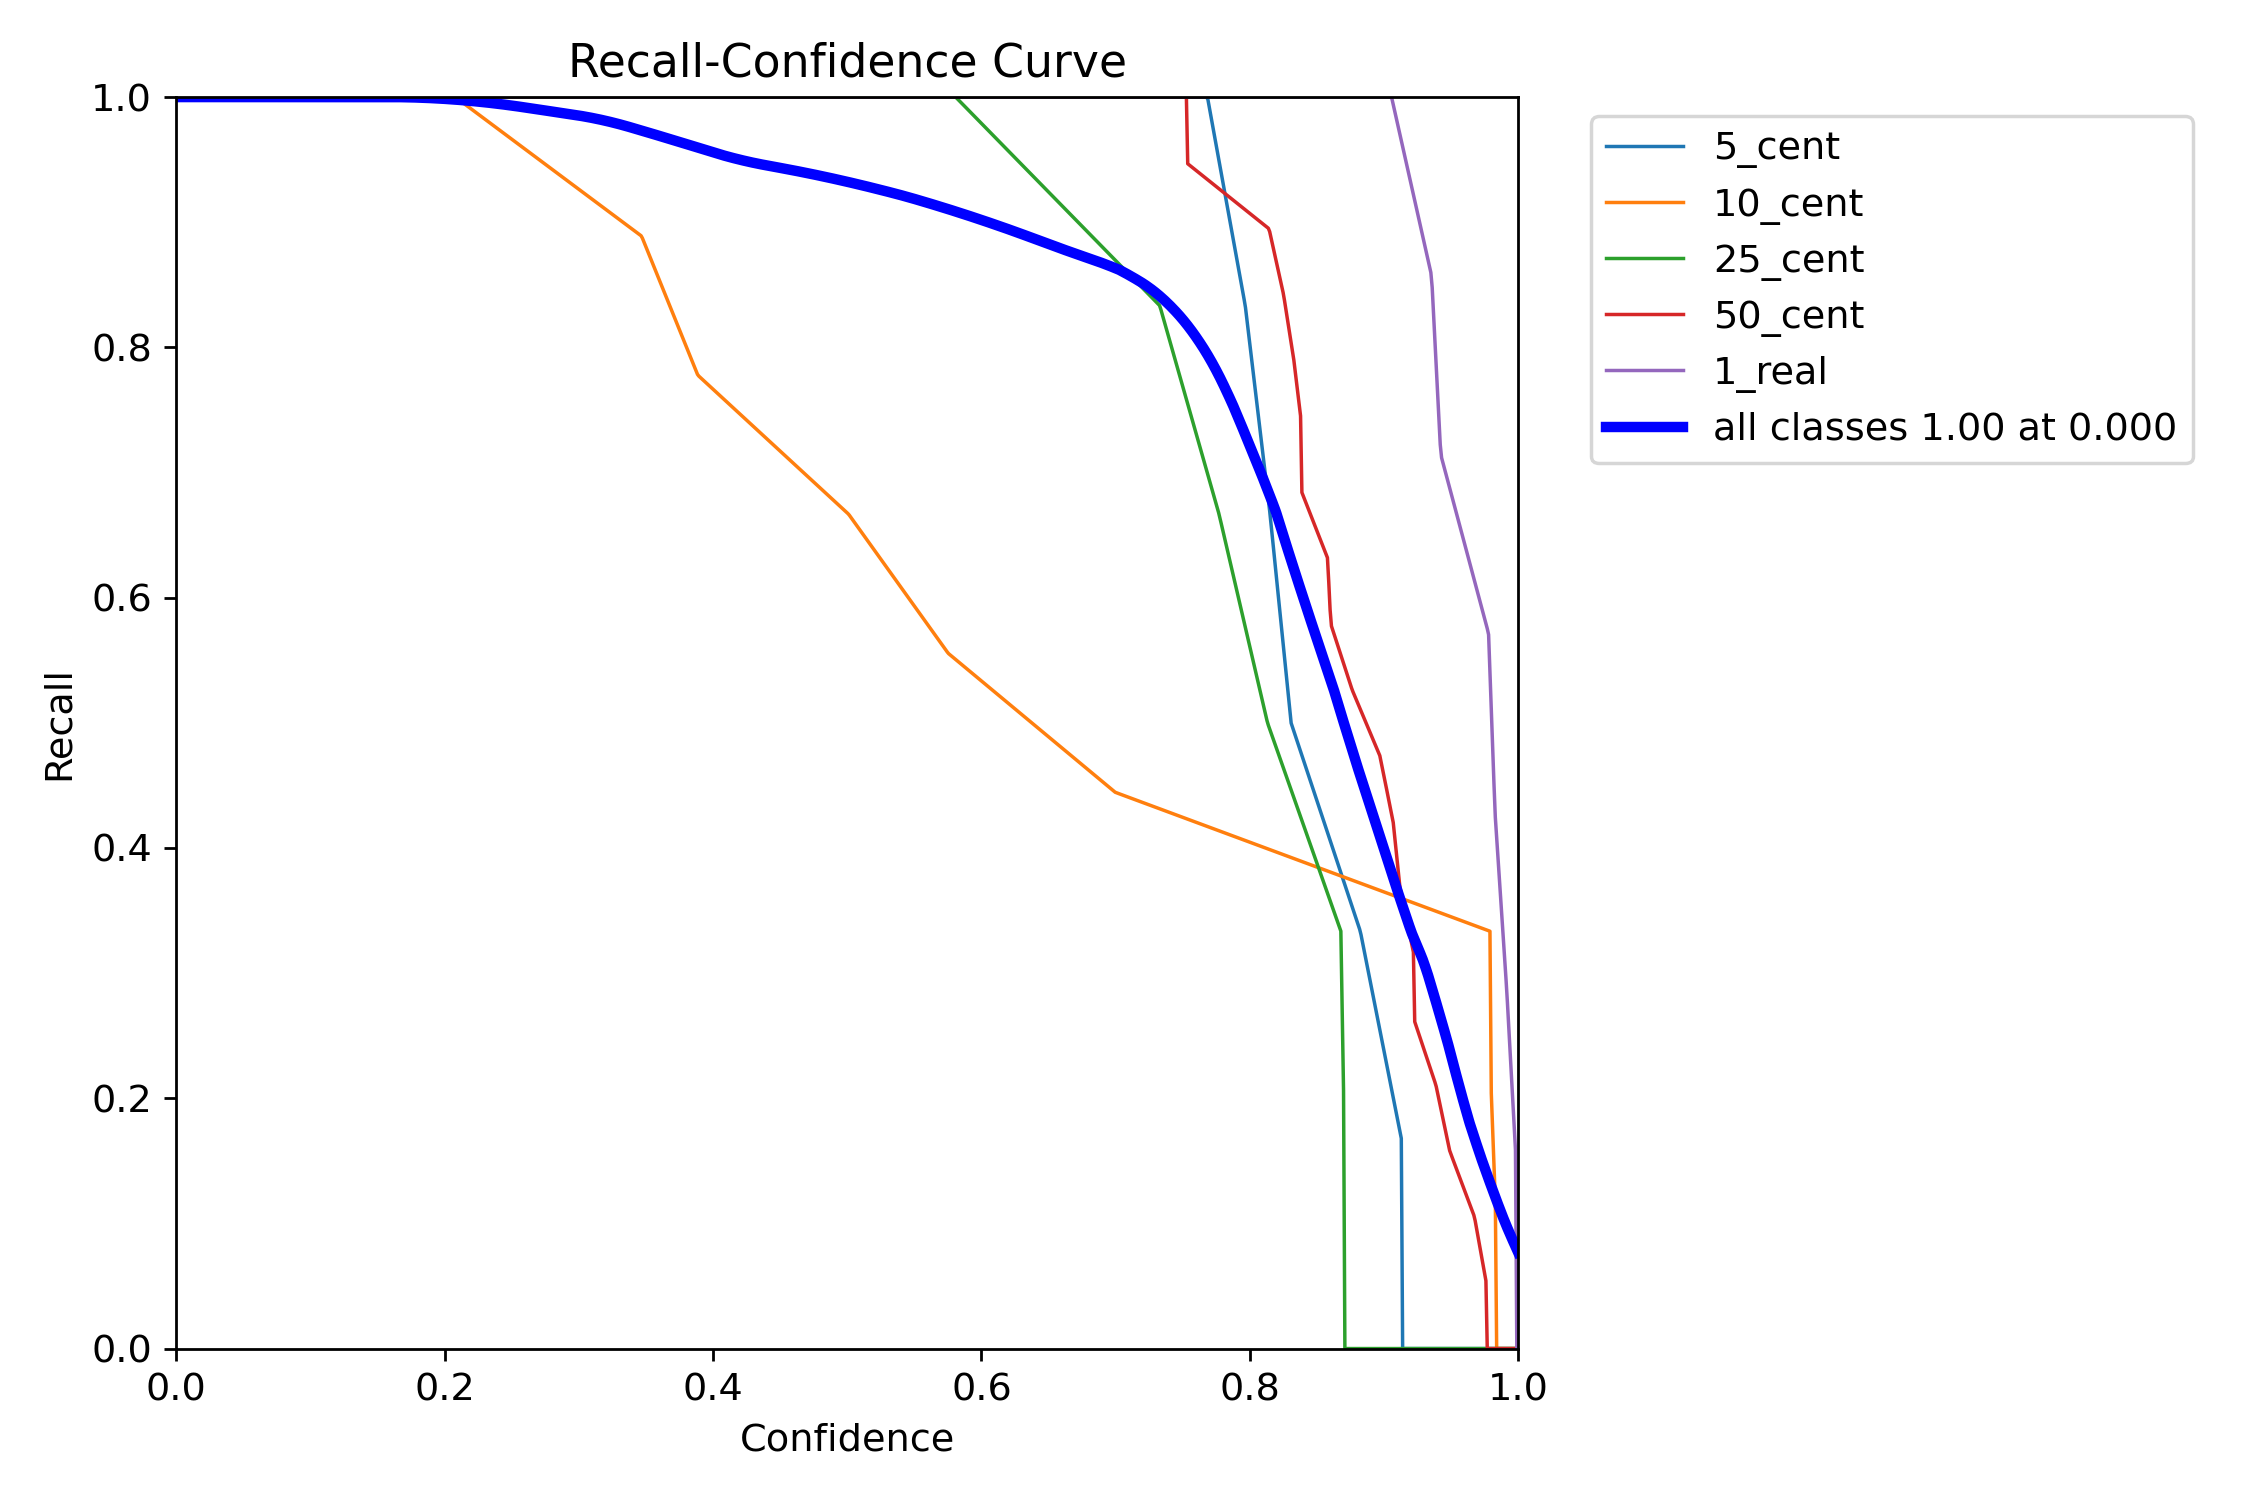 Recall-Confidence Curve
1.0
0.8
0.6
0.4
0.2
0.0
Recall
0.0 0.2 0.4 0.6 0.8 1.0
Confidence
5_cent
10_cent
25_cent
50_cent
1_real
all classes 1.00 at 0.000